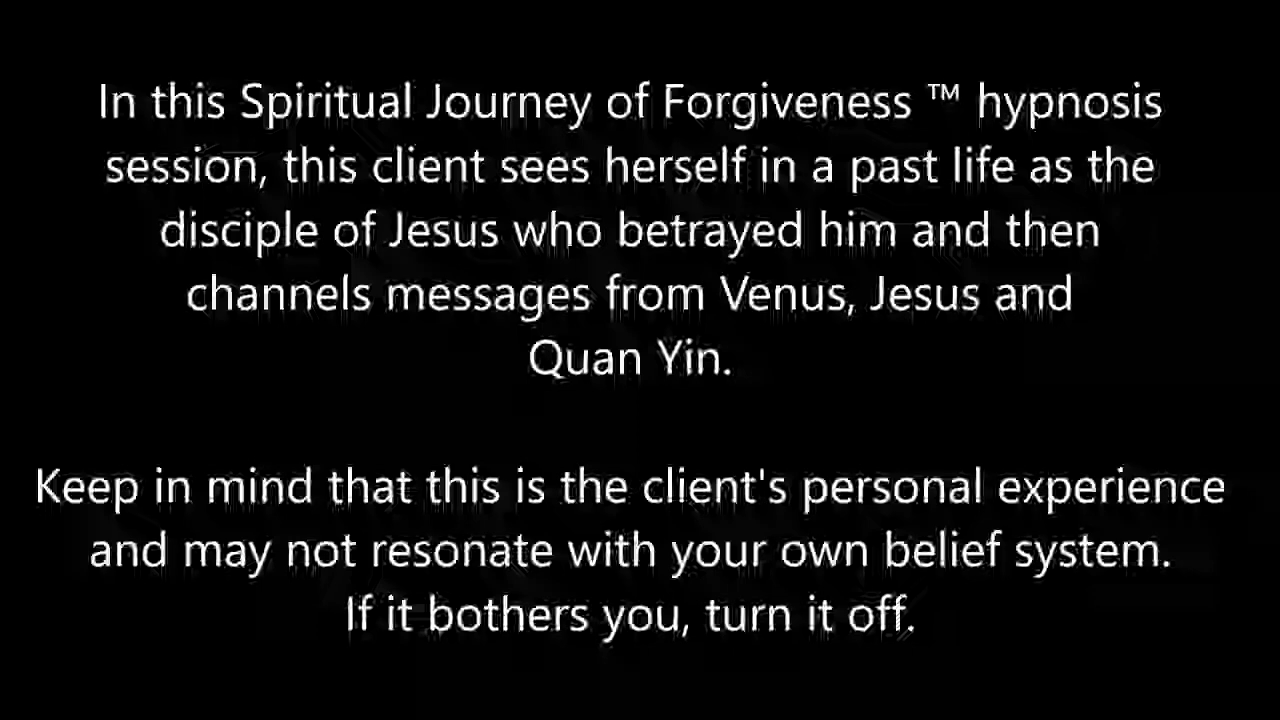 In this Spiritual Journey of Forgiveness ™ hypnosis
session, this client sees herself in a past life as the
disciple of Jesus who betrayed him and then
channels messages from Venus, Jesus and
Quan Yin.
Keep in mind that this is the client's personal experience
and may not resonate with your own belief system.
If it bothers you, turn it off.